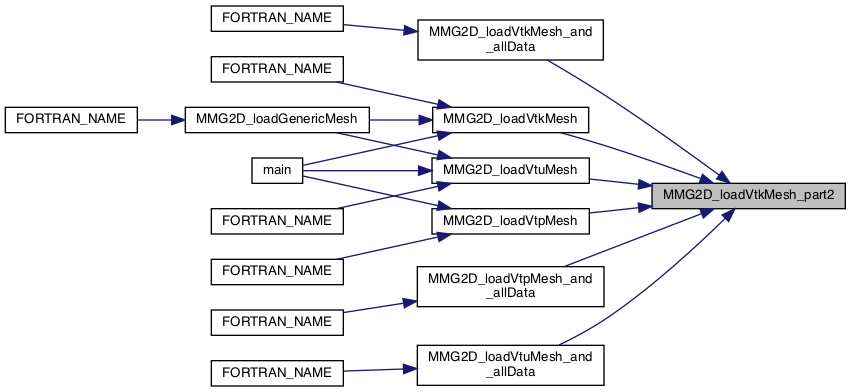 FORTRAN_NAME
MMG2D_loadVtkMesh_and
_allData
FORTRAN_NAME
FORTRAN_NAME
MMG2D_loadGenericMesh
MMG2D_loadVtkMesh
main
MMG2D_loadVtuMesh
MMG2D_loadVtkMesh_part2
FORTRAN_NAME
MMG2D_loadVtpMesh
FORTRAN_NAME
MMG2D_loadVtpMesh_and
_allData
FORTRAN_NAME
MMG2D_loadVtuMesh_and
_allData
FORTRAN_NAME